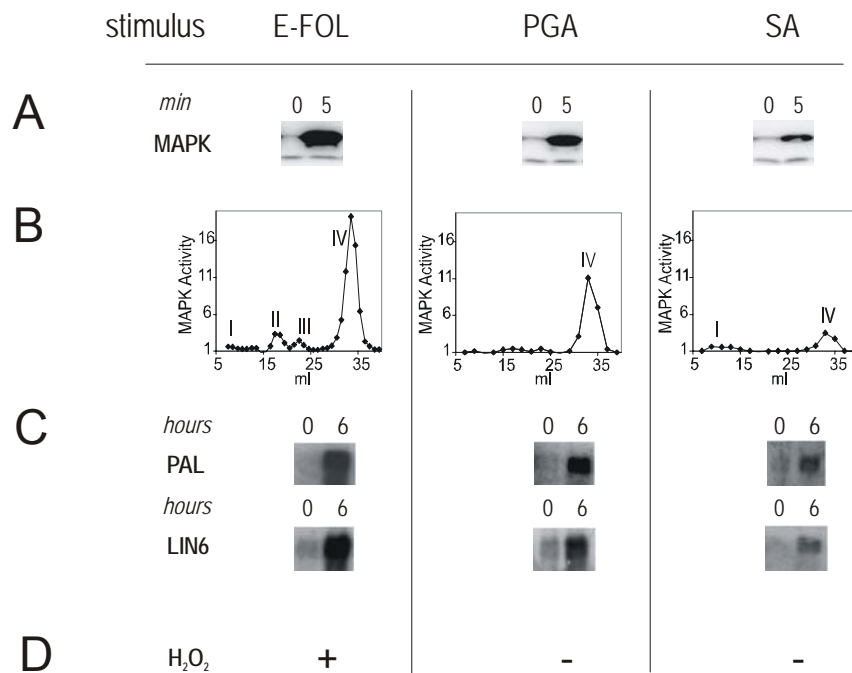 stimulus E-FOL PGA SA
A
min 0 5 0 5 0 5
MAPK
B
MAPK Activity 16 11 6 1 I II III IV 5 15 25 35 ml
MAPK Activity 16 11 6 1 IV 5 15 25 35 ml
MAPK Activity 16 11 6 1 I IV 5 15 25 35 ml
C
hours 0 6 0 6 0 6
PAL
hours 0 6 0 6 0 6
LIN6
D
H₂O₂ + - -